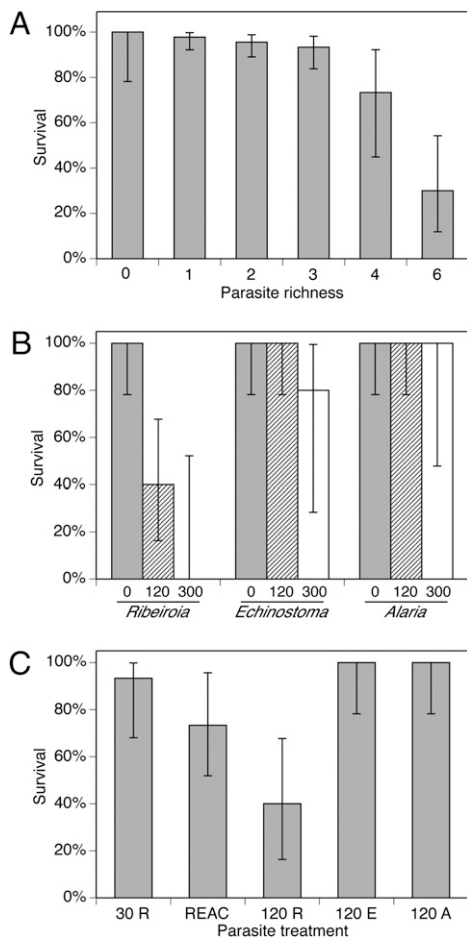 A
Survival
100%
80%
60%
40%
20%
0%
0 1 2 3 4 6
Parasite richness
B
Survival
100%
80%
60%
40%
20%
0%
0 120 300 0 120 300 0 120 300
Ribeiroia Echinostoma Alaria
C
Survival
100%
80%
60%
40%
20%
0%
30 R REAC 120 R 120 E 120 A
Parasite treatment